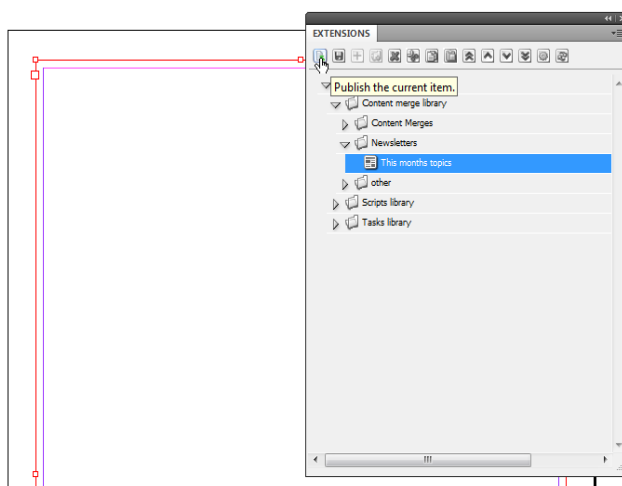 EXTENSIONS
Publish the current item.
Content merge library
Content Merges
Newsletters
This months topics
other
Scripts library
Tasks library